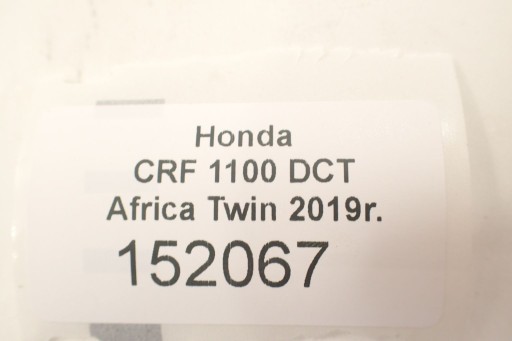 Honda
CRF 1100 DCT
Africa Twin 2019r.
152067